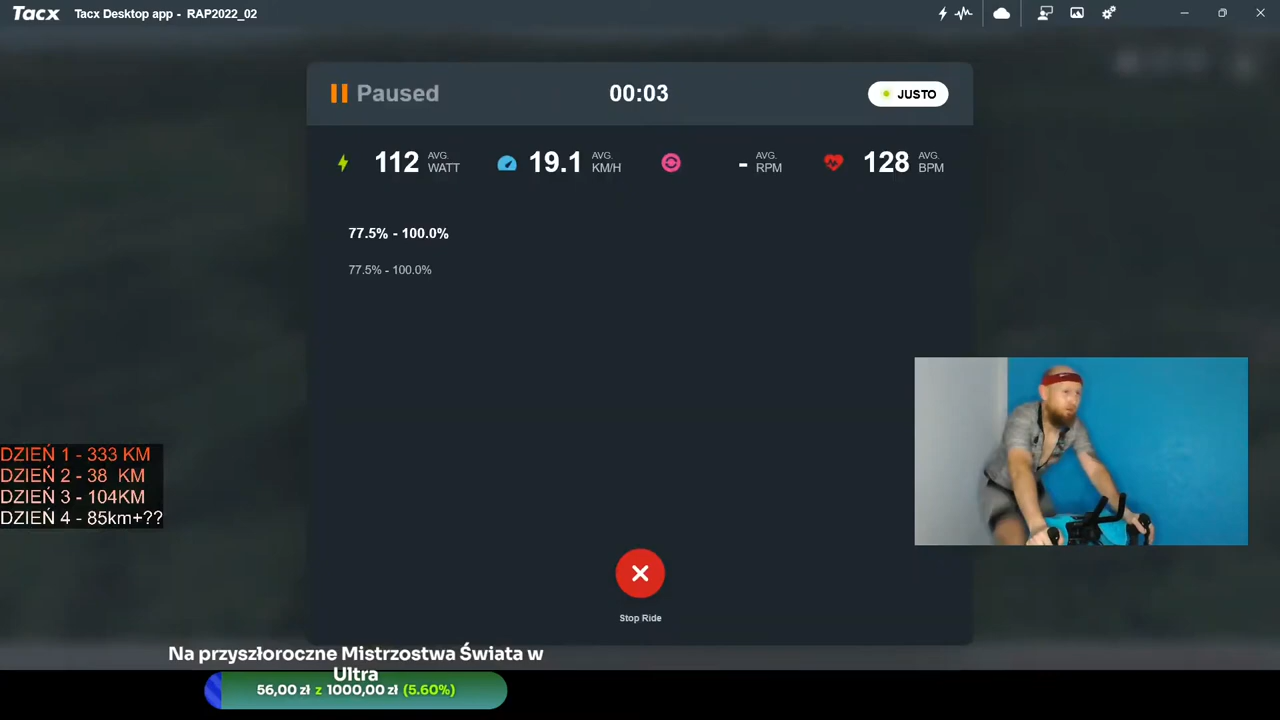 Tacx Tacx Desktop app - RAP2022_02
Paused 00:03 JUSTO
112 AVG. WATT 19.1 AVG. KM/H - AVG. RPM 128 AVG. BPM
77.5% - 100.0%
77.5% - 100.0%
DZIEŃ 1 - 333 KM
DZIEŃ 2 - 38 KM
DZIEŃ 3 - 104KM
DZIEŃ 4 - 85km+??
Stop Ride
Na przyszłoroczne Mistrzostwa Świata w
Ultra
56,00 zł z 1000,00 zł (5.60%)